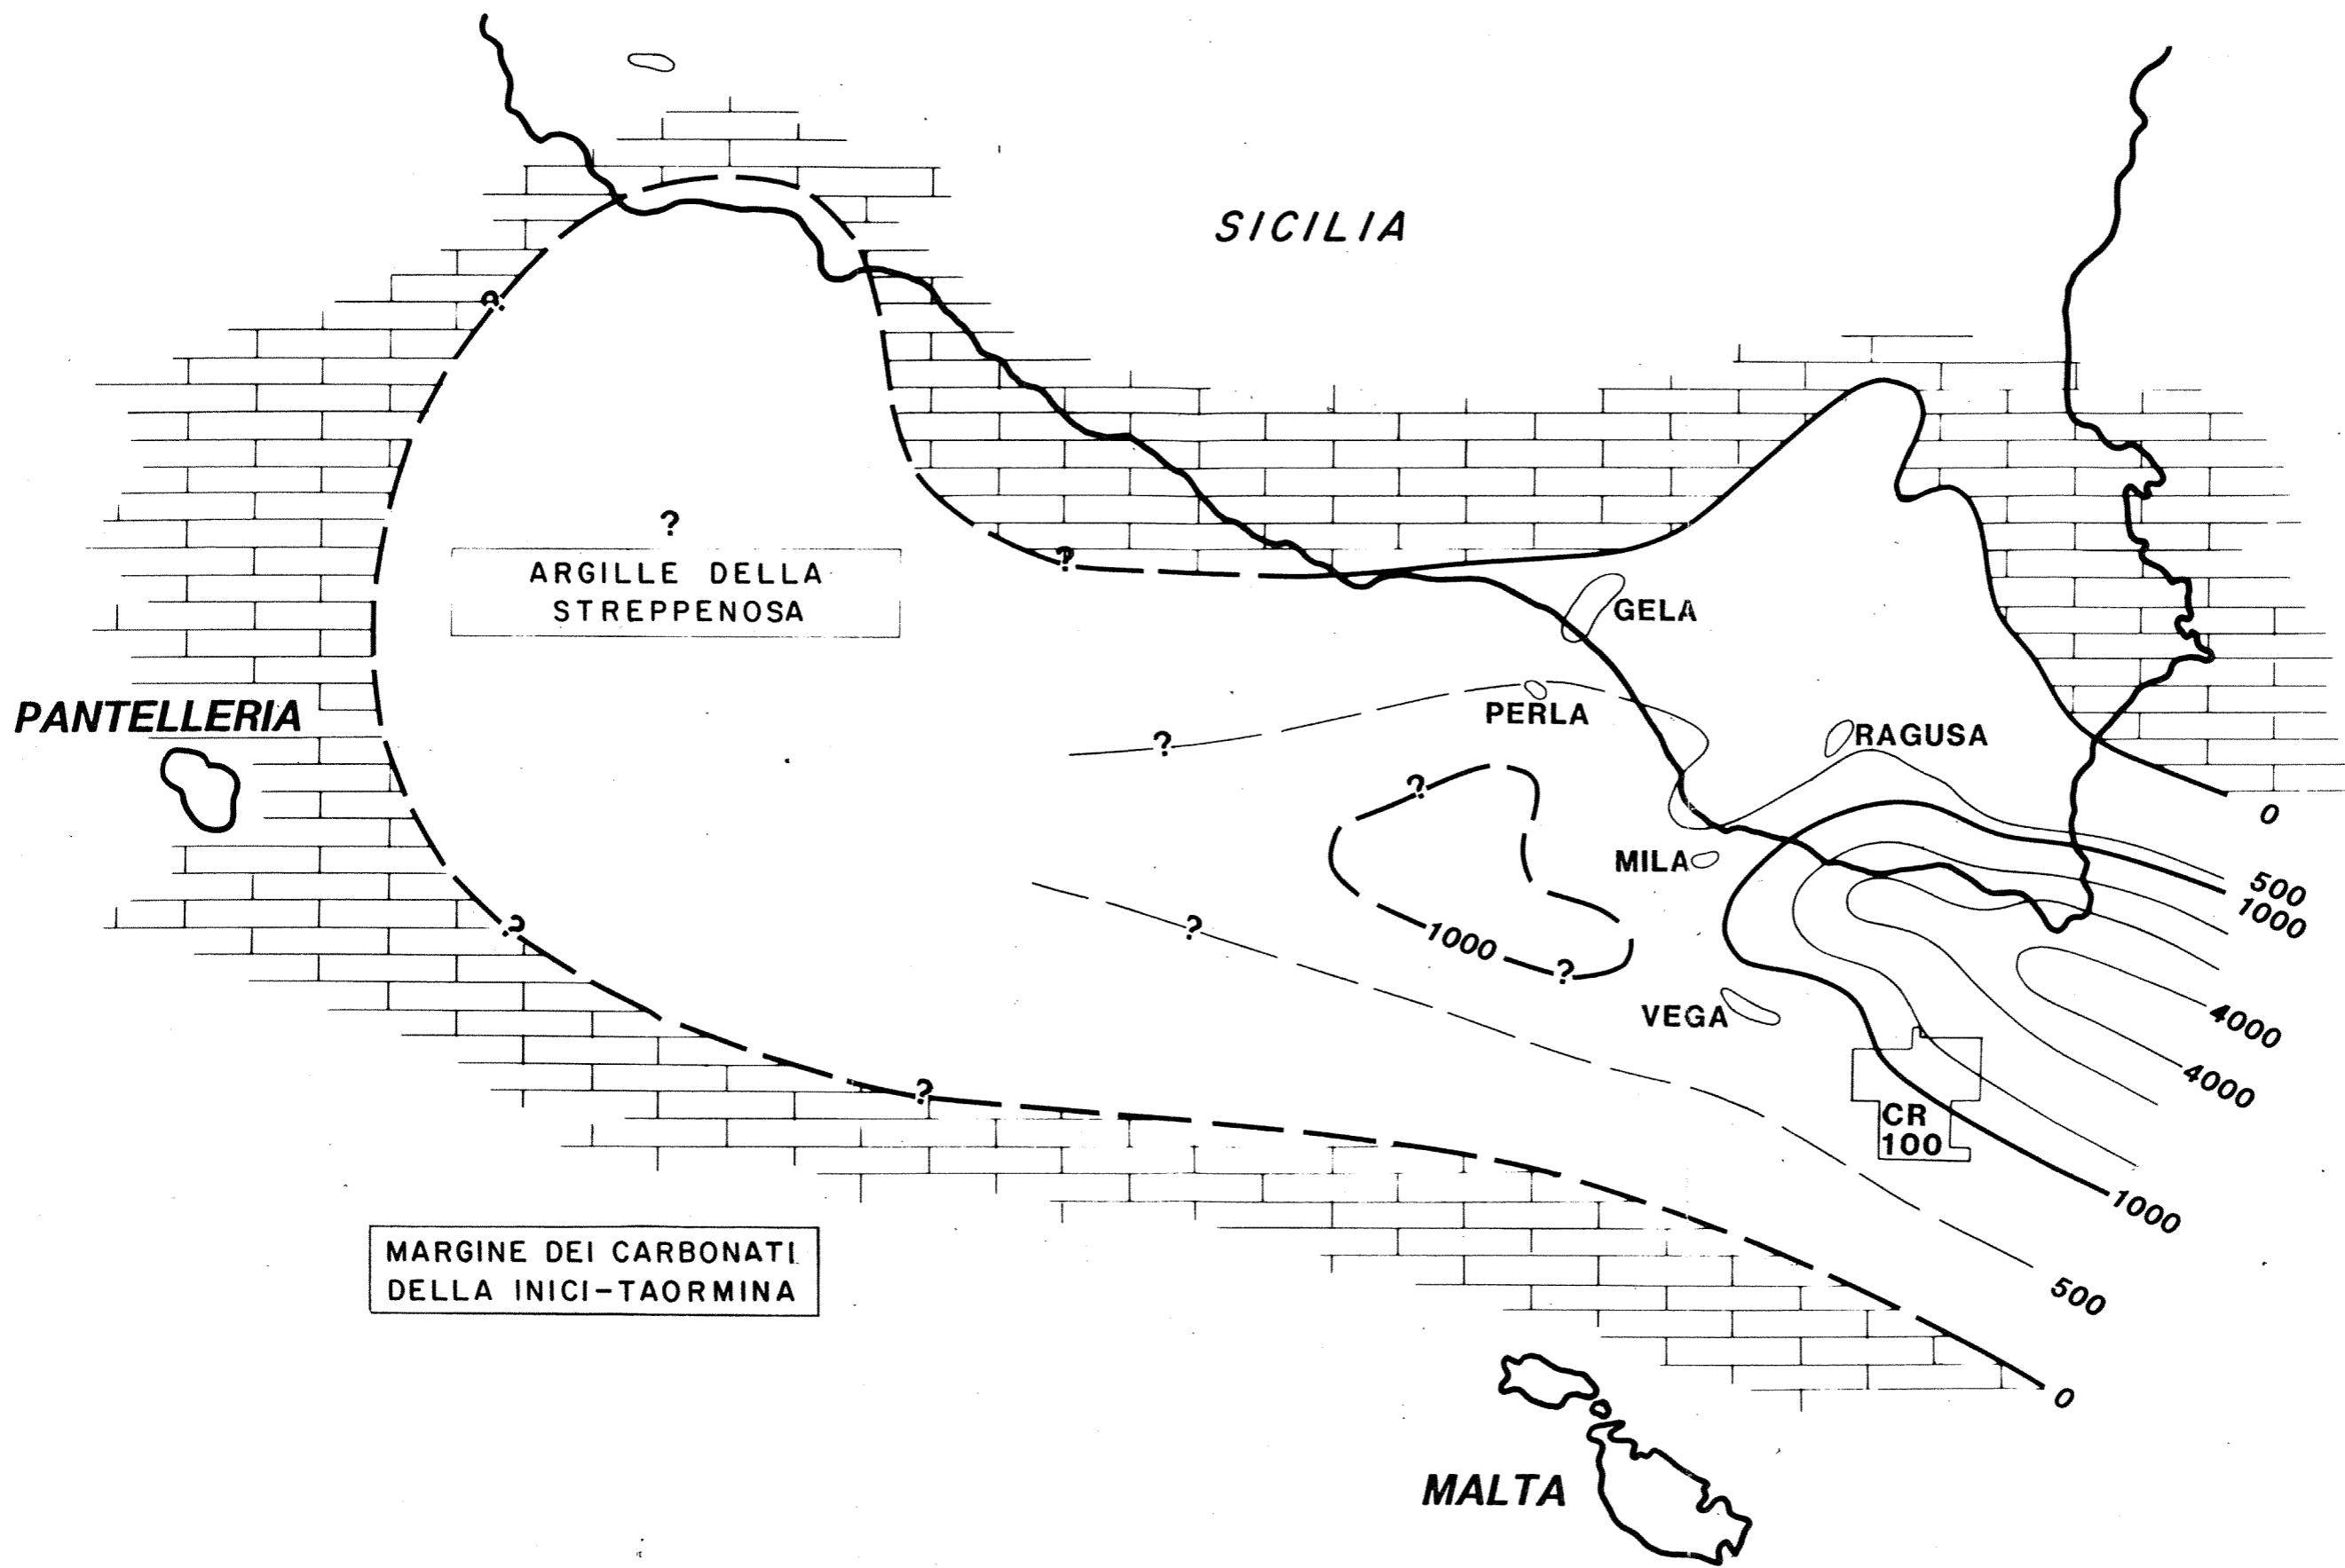 SICILIA
?
?
ARGILLE DELLA
STREPPENOSA
?
GELA
PANTELLERIA
PERLA
RAGUSA
?
?
0
MILA
500
1000
?
?
1000
?
VEGA
4000
4000
?
CR
100
1000
MARGINE DEI CARBONATI
DELLA INICI-TAORMINA
500
0
MALTA